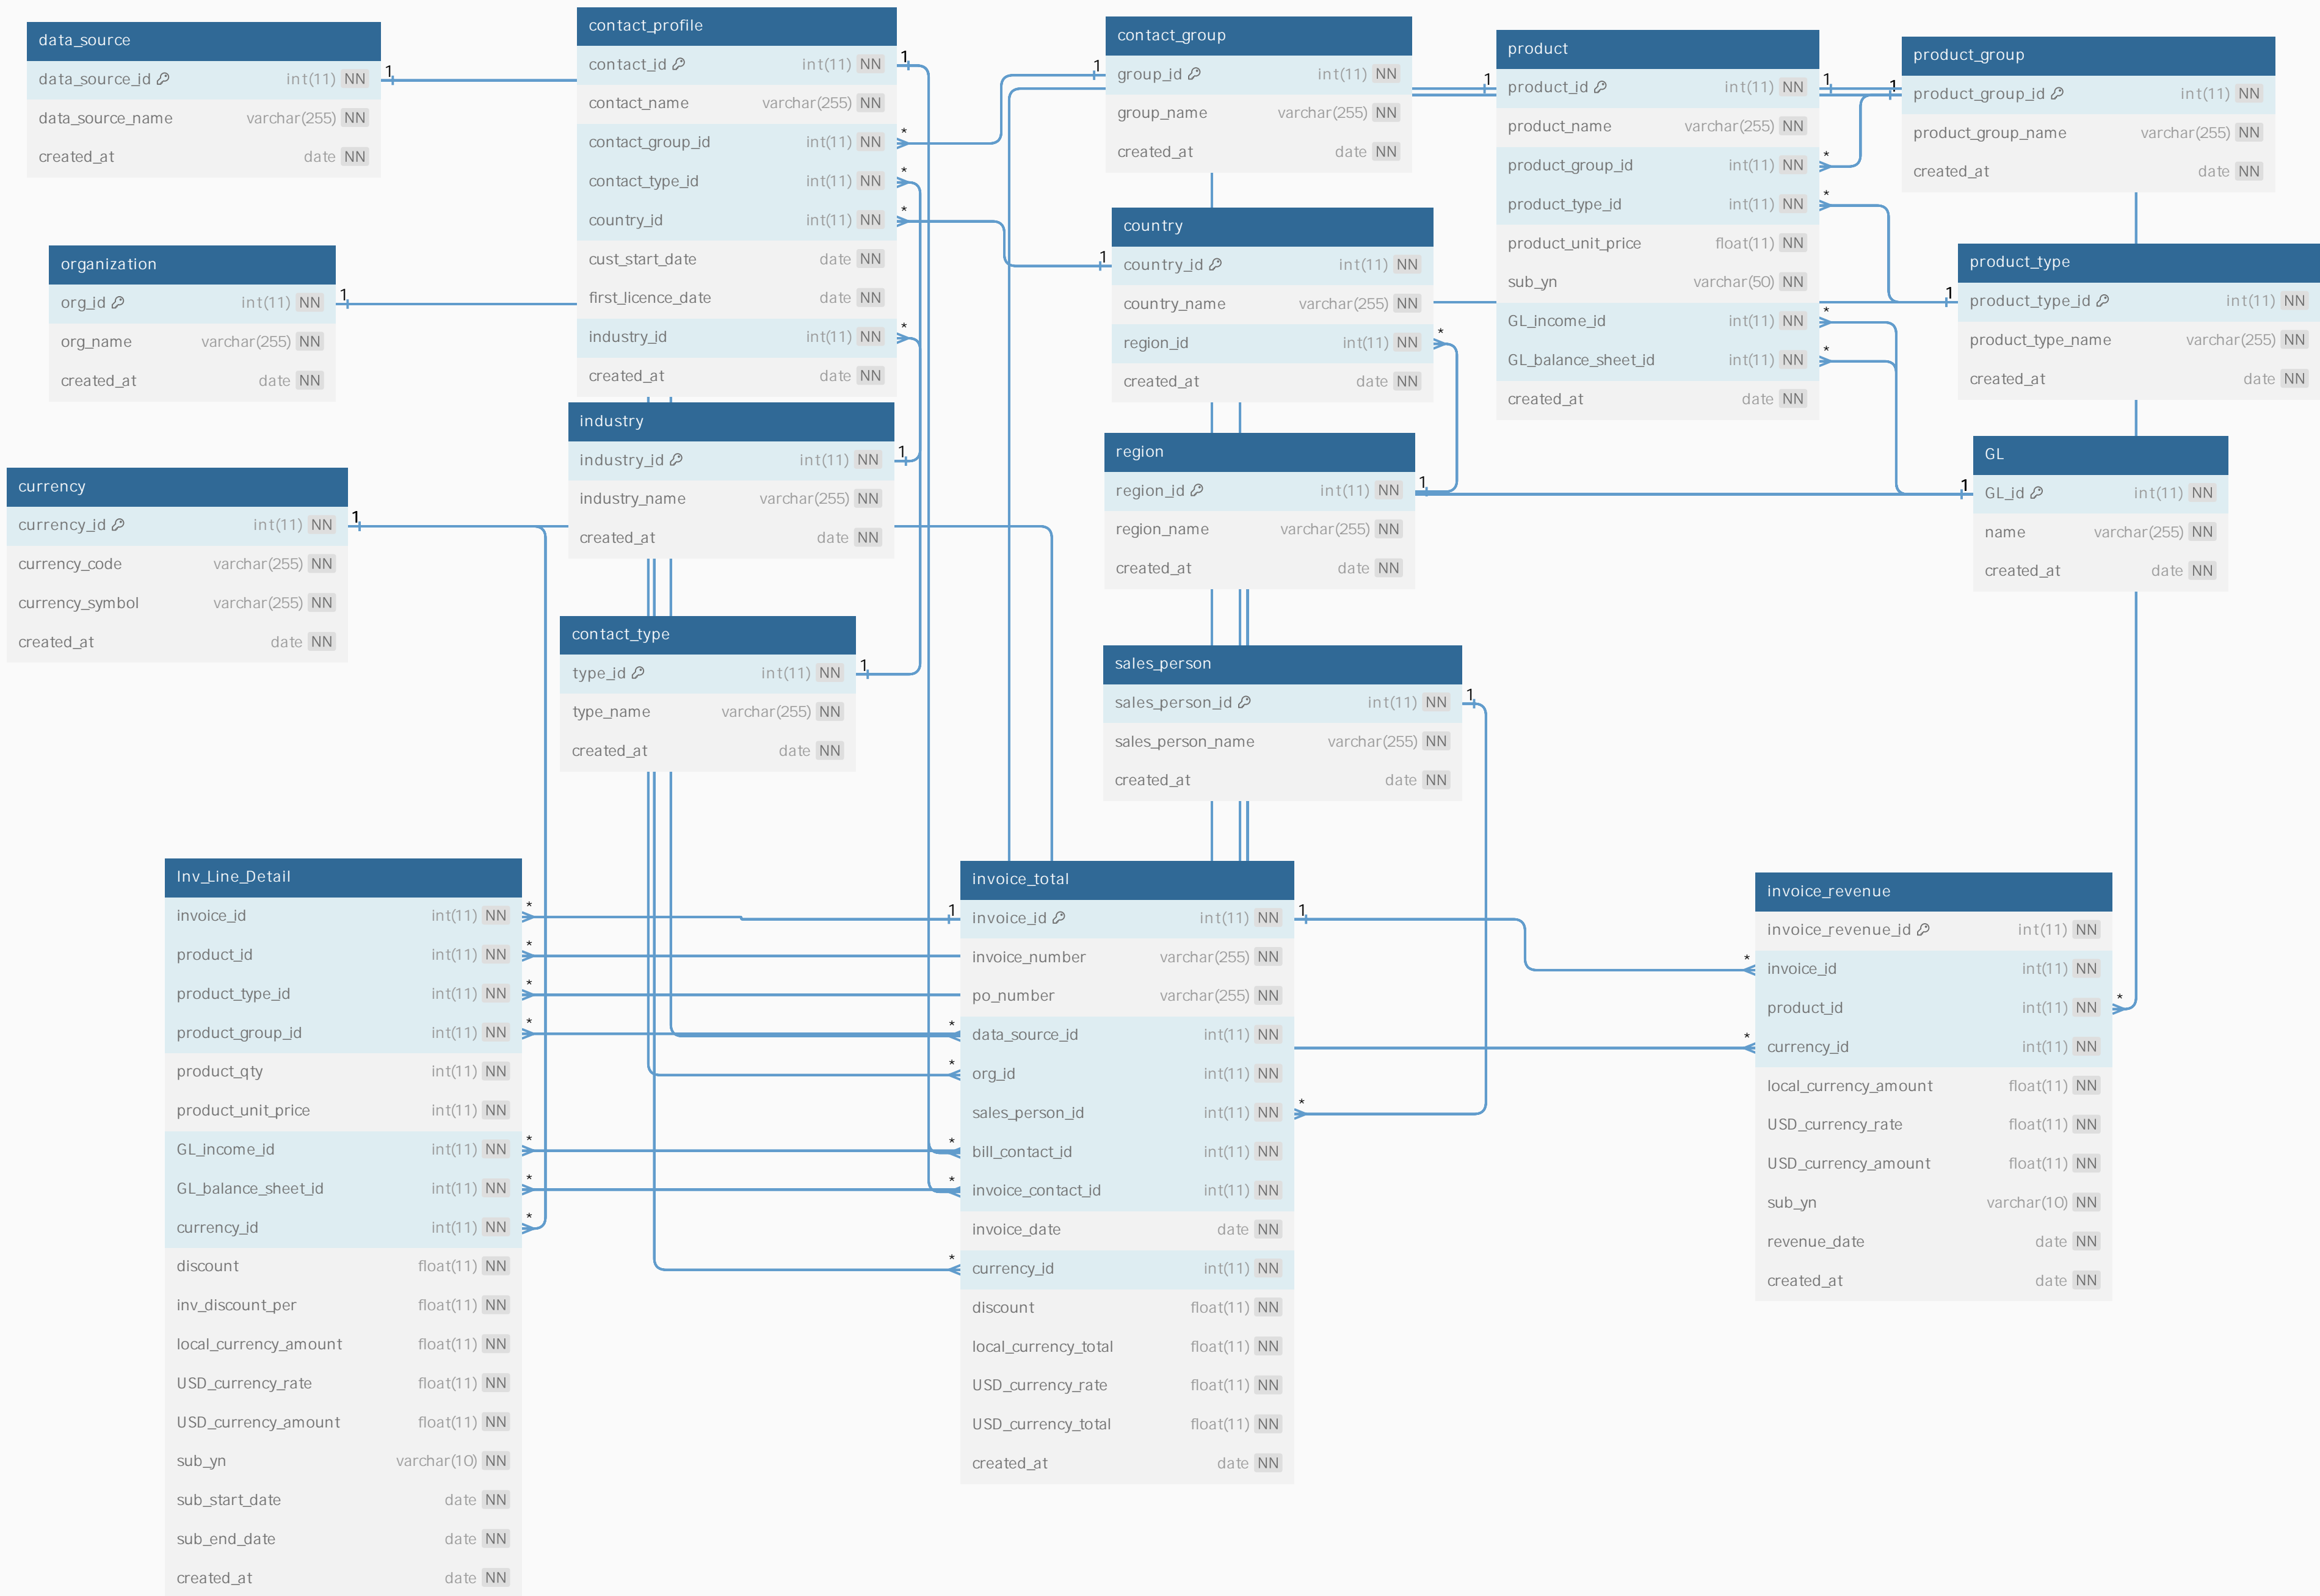 data_source
data_source_id int(11) NN
data_source_name varchar(255) NN
created_at date NN
organization
org_id int(11) NN
org_name varchar(255) NN
created_at date NN
currency
currency_id int(11) NN
currency_code varchar(255) NN
currency_symbol varchar(255) NN
created_at date NN
contact_profile
contact_id int(11) NN
contact_name varchar(255) NN
contact_group_id int(11) NN
contact_type_id int(11) NN
country_id int(11) NN
cust_start_date date NN
first_licence_date date NN
industry_id int(11) NN
created_at date NN
industry
industry_id int(11) NN
industry_name varchar(255) NN
created_at date NN
contact_type
type_id int(11) NN
type_name varchar(255) NN
created_at date NN
contact_group
group_id int(11) NN
group_name varchar(255) NN
created_at date NN
country
country_id int(11) NN
country_name varchar(255) NN
region_id int(11) NN
created_at date NN
region
region_id int(11) NN
region_name varchar(255) NN
created_at date NN
sales_person
sales_person_id int(11) NN
sales_person_name varchar(255) NN
created_at date NN
product
product_id int(11) NN
product_name varchar(255) NN
product_group_id int(11) NN
product_type_id int(11) NN
product_unit_price float(11) NN
sub_yn varchar(50) NN
GL_income_id int(11) NN
GL_balance_sheet_id int(11) NN
created_at date NN
product_group
product_group_id int(11) NN
product_group_name varchar(255) NN
created_at date NN
product_type
product_type_id int(11) NN
product_type_name varchar(255) NN
created_at date NN
GL
GL_id int(11) NN
name varchar(255) NN
created_at date NN
Inv_Line_Detail
invoice_id int(11) NN
product_id int(11) NN
product_type_id int(11) NN
product_group_id int(11) NN
product_qty int(11) NN
product_unit_price int(11) NN
GL_income_id int(11) NN
GL_balance_sheet_id int(11) NN
currency_id int(11) NN
discount float(11) NN
inv_discount_per float(11) NN
local_currency_amount float(11) NN
USD_currency_rate float(11) NN
USD_currency_amount float(11) NN
sub_yn varchar(10) NN
sub_start_date date NN
sub_end_date date NN
created_at date NN
invoice_total
invoice_id int(11) NN
invoice_number varchar(255) NN
po_number varchar(255) NN
data_source_id int(11) NN
org_id int(11) NN
sales_person_id int(11) NN
bill_contact_id int(11) NN
invoice_contact_id int(11) NN
invoice_date date NN
currency_id int(11) NN
discount float(11) NN
local_currency_total float(11) NN
USD_currency_rate float(11) NN
USD_currency_total float(11) NN
created_at date NN
invoice_revenue
invoice_revenue_id int(11) NN
invoice_id int(11) NN
product_id int(11) NN
currency_id int(11) NN
local_currency_amount float(11) NN
USD_currency_rate float(11) NN
USD_currency_amount float(11) NN
sub_yn varchar(10) NN
revenue_date date NN
created_at date NN